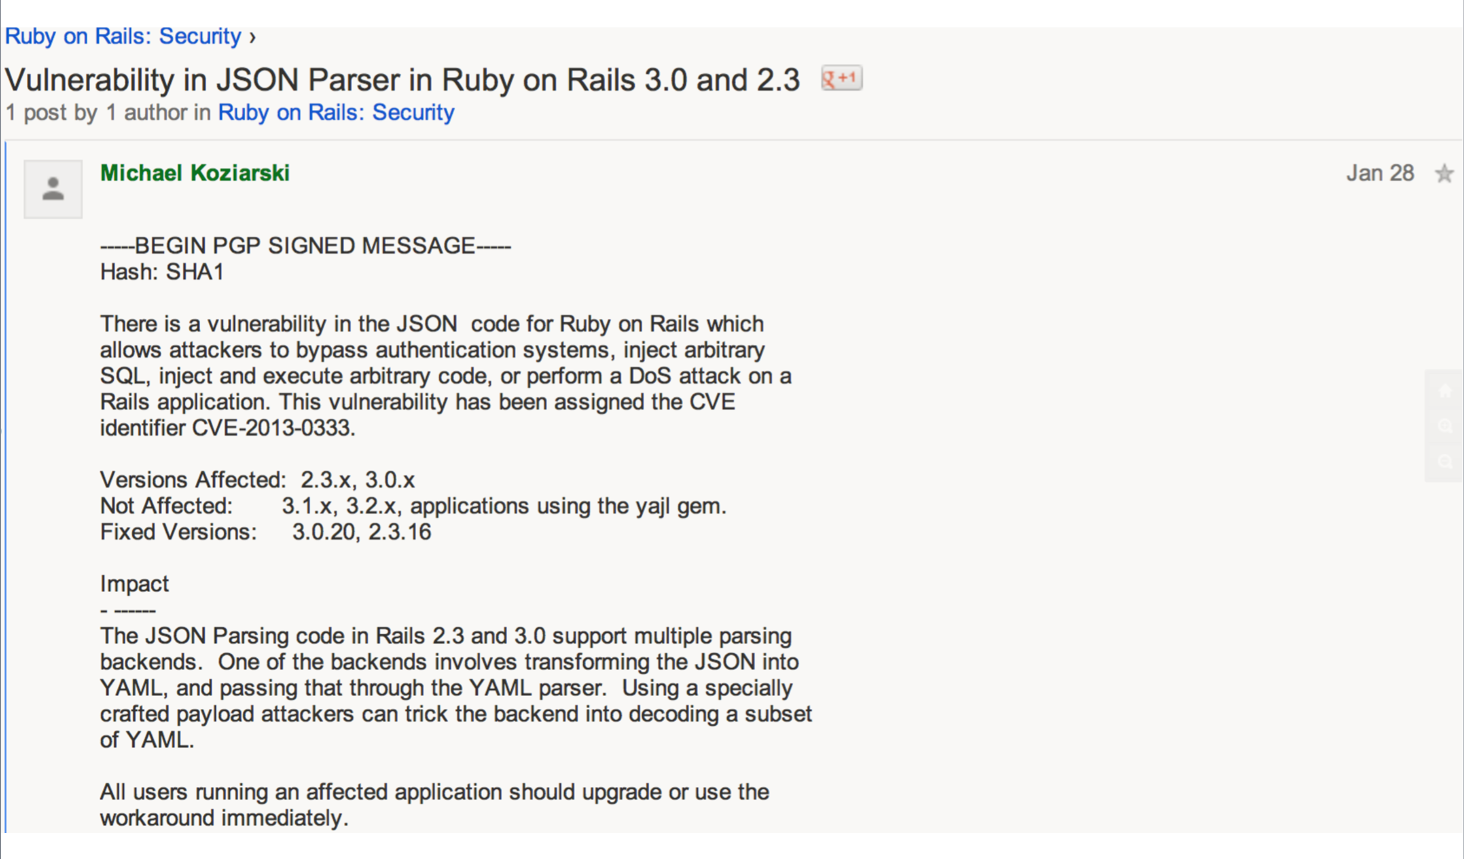 Ruby on Rails: Security ›
Vulnerability in JSON Parser in Ruby on Rails 3.0 and 2.3
+1
1 post by 1 author in Ruby on Rails: Security
Michael Koziarski
Jan 28
-----BEGIN PGP SIGNED MESSAGE-----
Hash: SHA1
There is a vulnerability in the JSON  code for Ruby on Rails which
allows attackers to bypass authentication systems, inject arbitrary
SQL, inject and execute arbitrary code, or perform a DoS attack on a
Rails application. This vulnerability has been assigned the CVE
identifier CVE-2013-0333.
Versions Affected:  2.3.x, 3.0.x
Not Affected:       3.1.x, 3.2.x, applications using the yajl gem.
Fixed Versions:     3.0.20, 2.3.16
Impact
- ------
The JSON Parsing code in Rails 2.3 and 3.0 support multiple parsing
backends.  One of the backends involves transforming the JSON into
YAML, and passing that through the YAML parser.  Using a specially
crafted payload attackers can trick the backend into decoding a subset
of YAML.
All users running an affected application should upgrade or use the
workaround immediately.